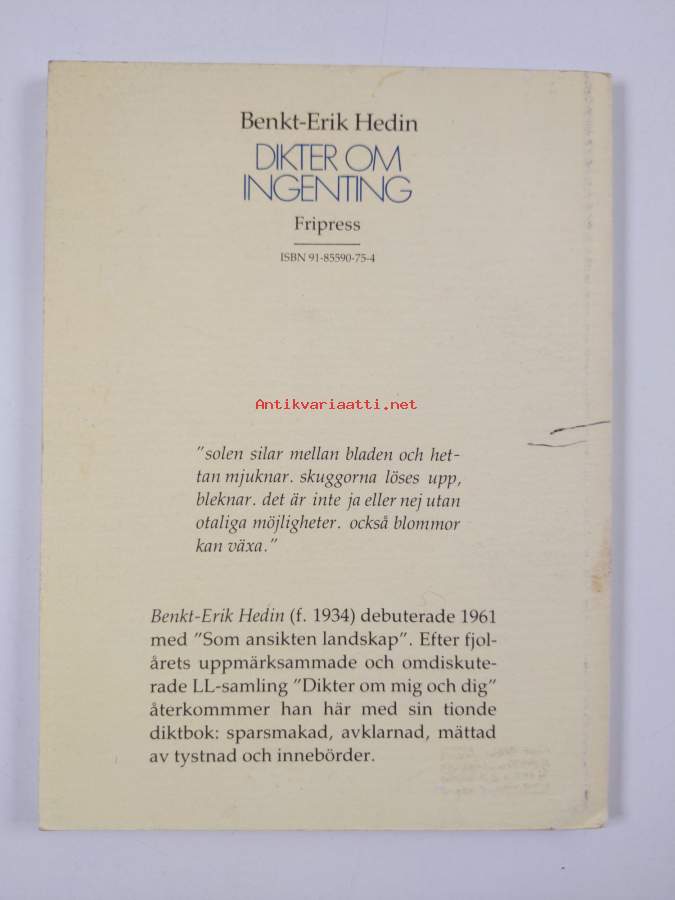 Benkt-Erik Hedin
DIKTER OM
INGENTING
Fripress
ISBN 91-85590-75-4
Antikvariaatti.net
"solen silar mellan bladen och het-
tan mjuknar. skuggorna löses upp,
bleknar. det är inte ja eller nej utan
otaliga möjligheter. också blommor
kan växa."
Benkt-Erik Hedin (f. 1934) debuterade 1961
med "Som ansikten landskap". Efter fjol-
årets uppmärksammade och omdiskute-
rade LL-samling "Dikter om mig och dig"
återkommmer han här med sin tionde
diktbok: sparsmakad, avklarnad, mättad
av tystnad och innebörder.